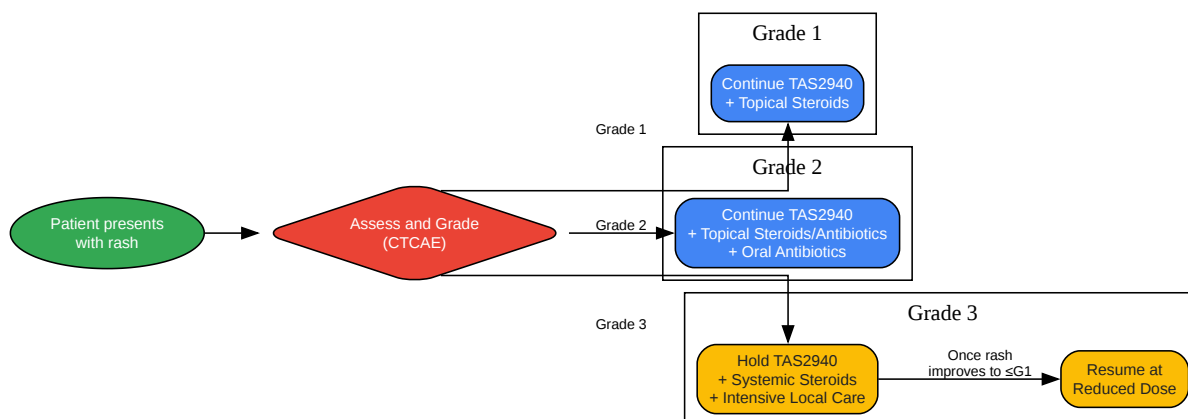 Grade 1
Continue TAS2940
+ Topical Steroids
Grade 1
Grade 2
Patient presents
with rash
Assess and Grade
(CTCAE)
Grade 2
Continue TAS2940
+ Topical Steroids/Antibiotics
+ Oral Antibiotics
Grade 3
Grade 3
Hold TAS2940
+ Systemic Steroids
+ Intensive Local Care
Once rash
improves to ≤G1
Resume at
Reduced Dose